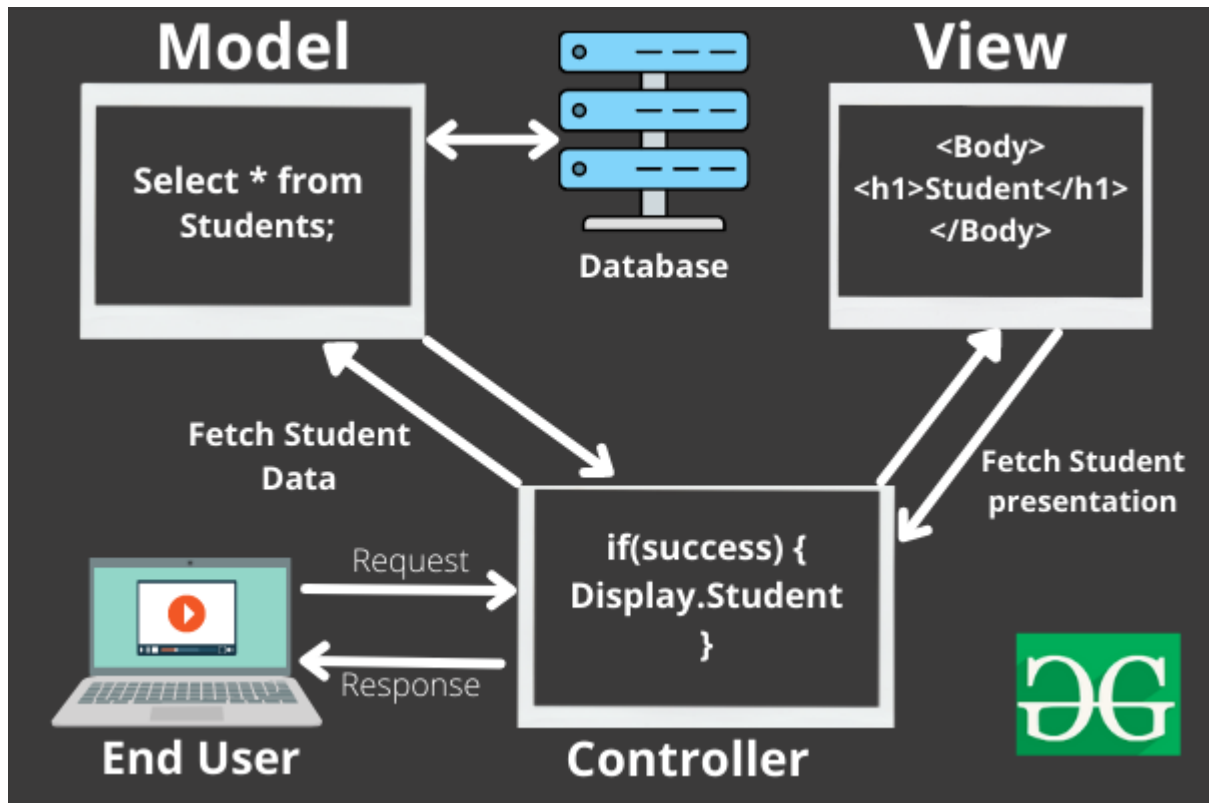 Model
View
Select * from
Students;
Database
<Body>
<h1>Student</h1>
</Body>
Fetch Student
Data
Fetch Student
presentation
Request
Response
if(success) {
Display.Student
}
End User
Controller
GG